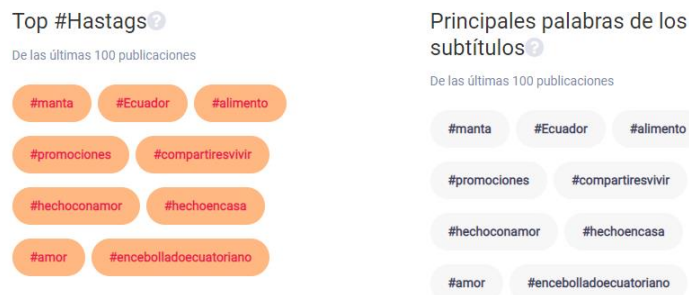 Top #Hastags?
De las últimas 100 publicaciones
#manta #Ecuador #alimento
#promociones #compartiresvivir
#hechoconamor #hechoencasa
#amor #encebolladoecuatoriano
Principales palabras de los
subtítulos?
De las últimas 100 publicaciones
#manta #Ecuador #alimento
#promociones #compartiresvivir
#hechoconamor #hechoencasa
#amor #encebolladoecuatoriano